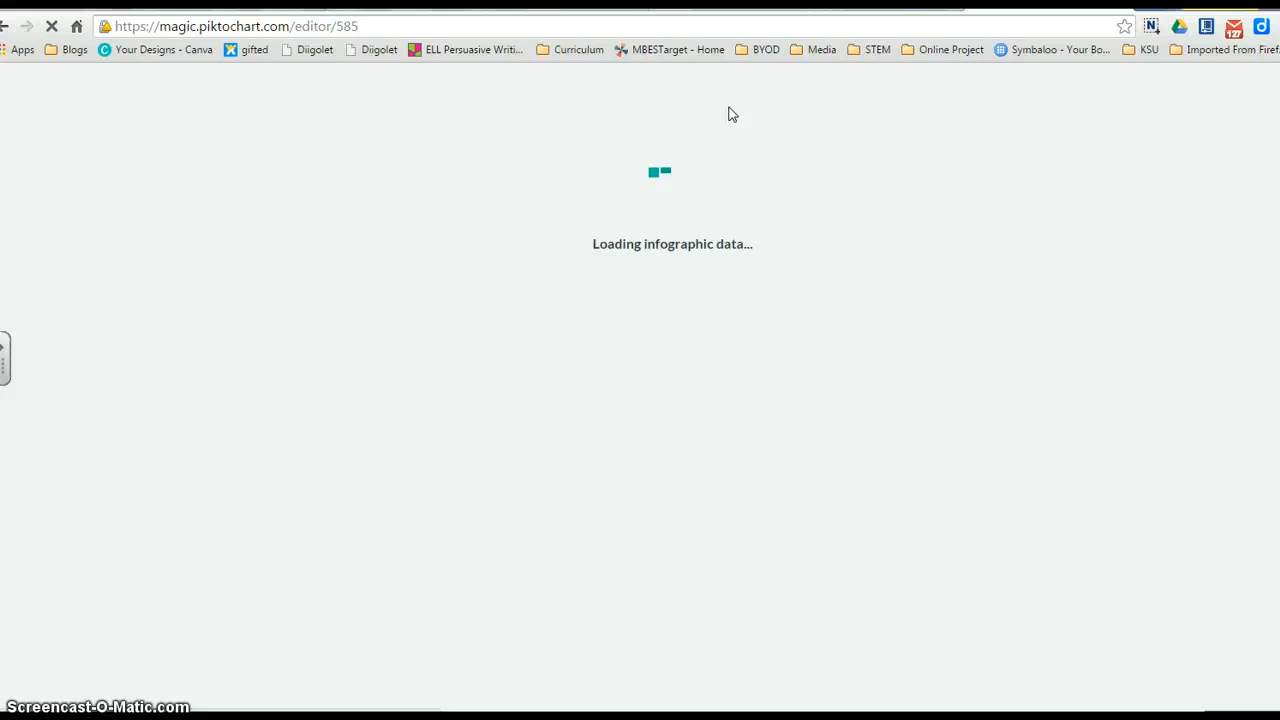 https://magic.piktochart.com/editor/585
Apps Blogs Your Designs - Canva gifted Diigolet Diigolet ELL Persuasive Writi... Curriculum MBESTarget - Home BYOD Media STEM Online Project Symbaloo - Your Bo... KSU Imported From Firef
N 127 d
Loading infographic data...
Screencast-O-Matic.com